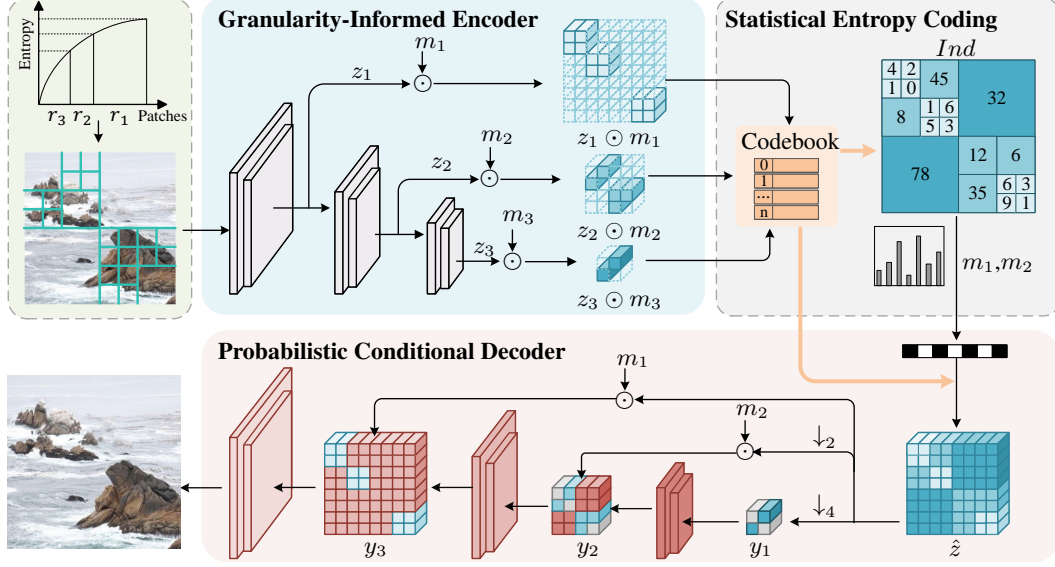 Entropy
r₃ r₂ r₁ Patches
Granularity-Informed Encoder
z₁
m₁
z₁ ⊙ m₁
z₂
m₂
z₂ ⊙ m₂
z₃
m₃
z₃ ⊙ m₃
Statistical Entropy Coding
Codebook
0
1
...
n
Ind
4 2 45 32
1 0
8 1 6
5 3
78 12 6
35 6 3
9 1
m₁,m₂
Probabilistic Conditional Decoder
m₁
m₂
↓₂
↓₄
y₃
y₂
y₁
ẑ